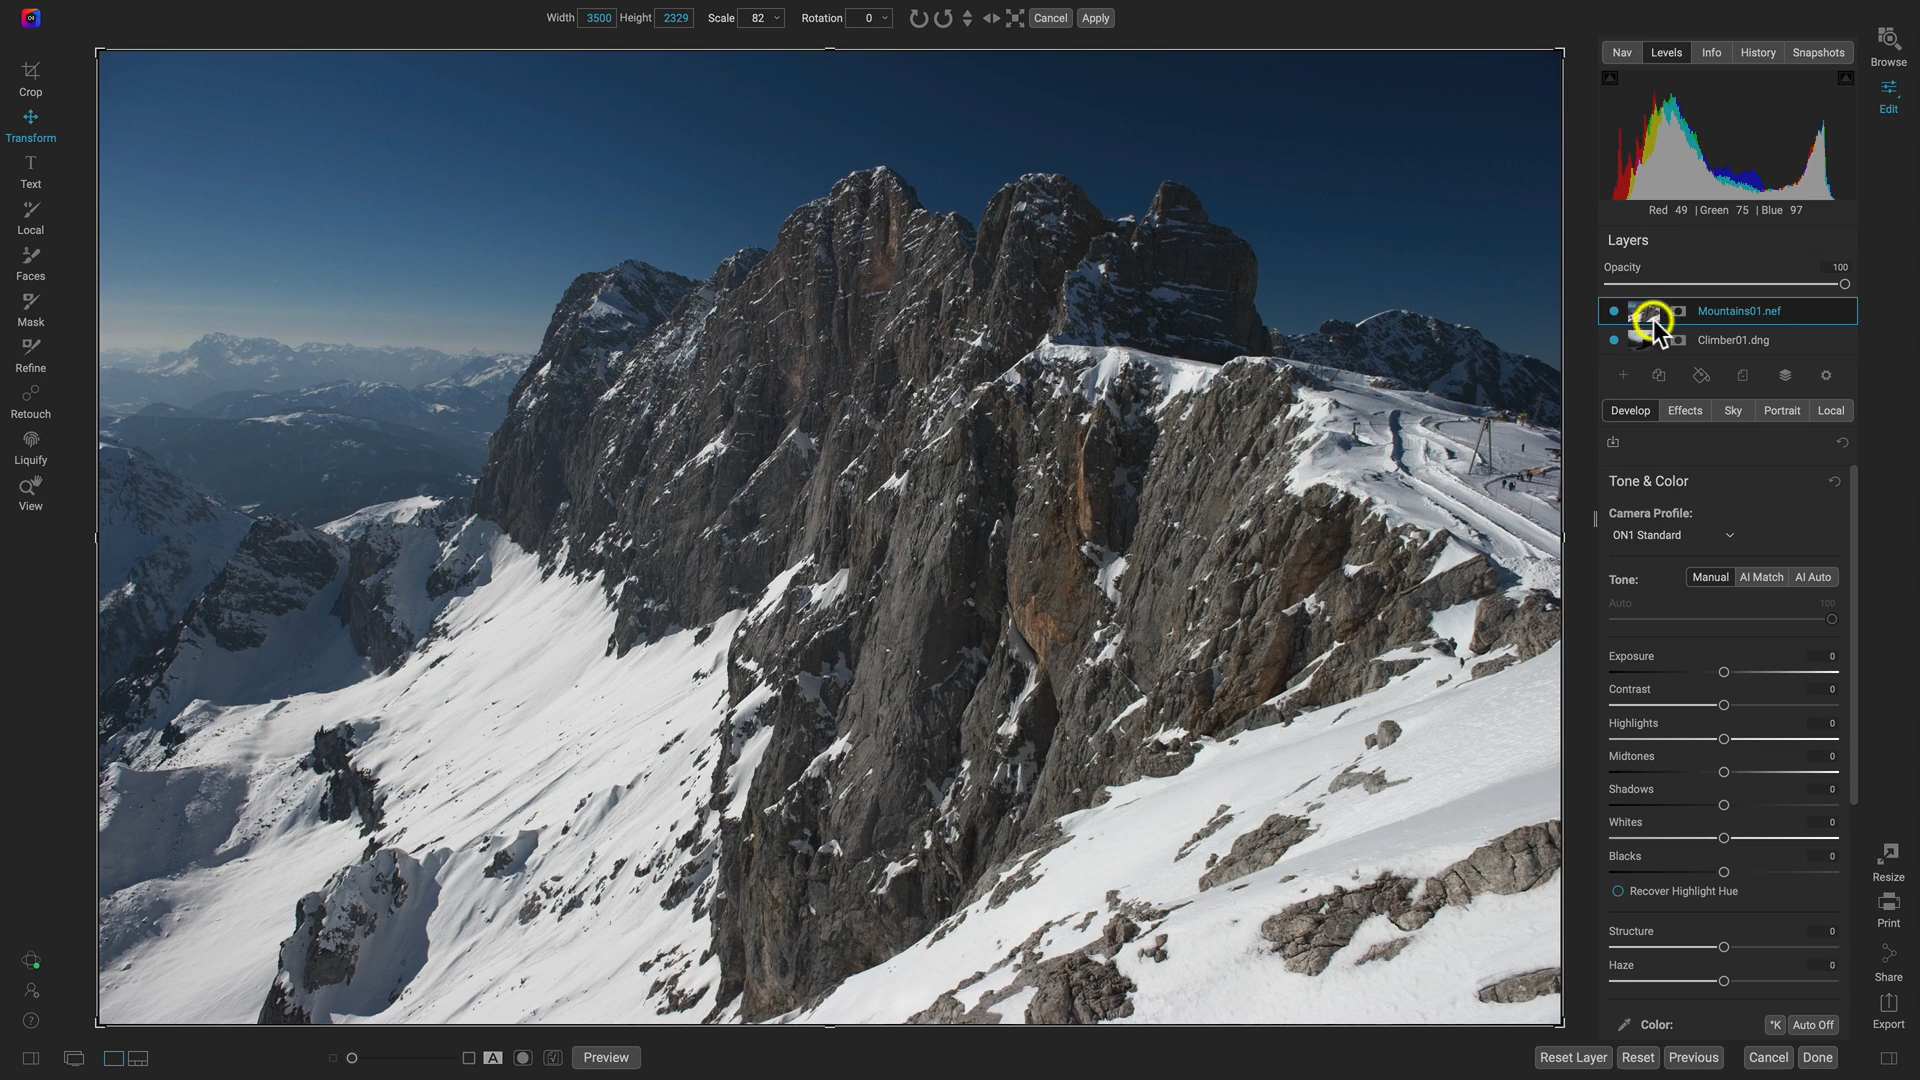 Width 3500 Height 2329 Scale 82 Rotation 0 Cancel Apply
Crop
Transform
Text
Local
Faces
Mask
Refine
Retouch
Liquify
View
Nav Levels Info History Snapshots
Red 49 | Green 75 | Blue 97
Layers
Opacity 100
Mountains01.nef
Climber01.dng
Develop Effects Sky Portrait Local
Tone & Color
Camera Profile:
ON1 Standard
Tone: Manual AI Match AI Auto
Auto 100
Exposure 0
Contrast 0
Highlights 0
Midtones 0
Shadows 0
Whites 0
Blacks 0
Recover Highlight Hue
Structure 0
Haze 0
Color: °K Auto Off
Browse
Edit
Resize
Print
Share
Export
A Preview
Reset Layer Reset Previous Cancel Done